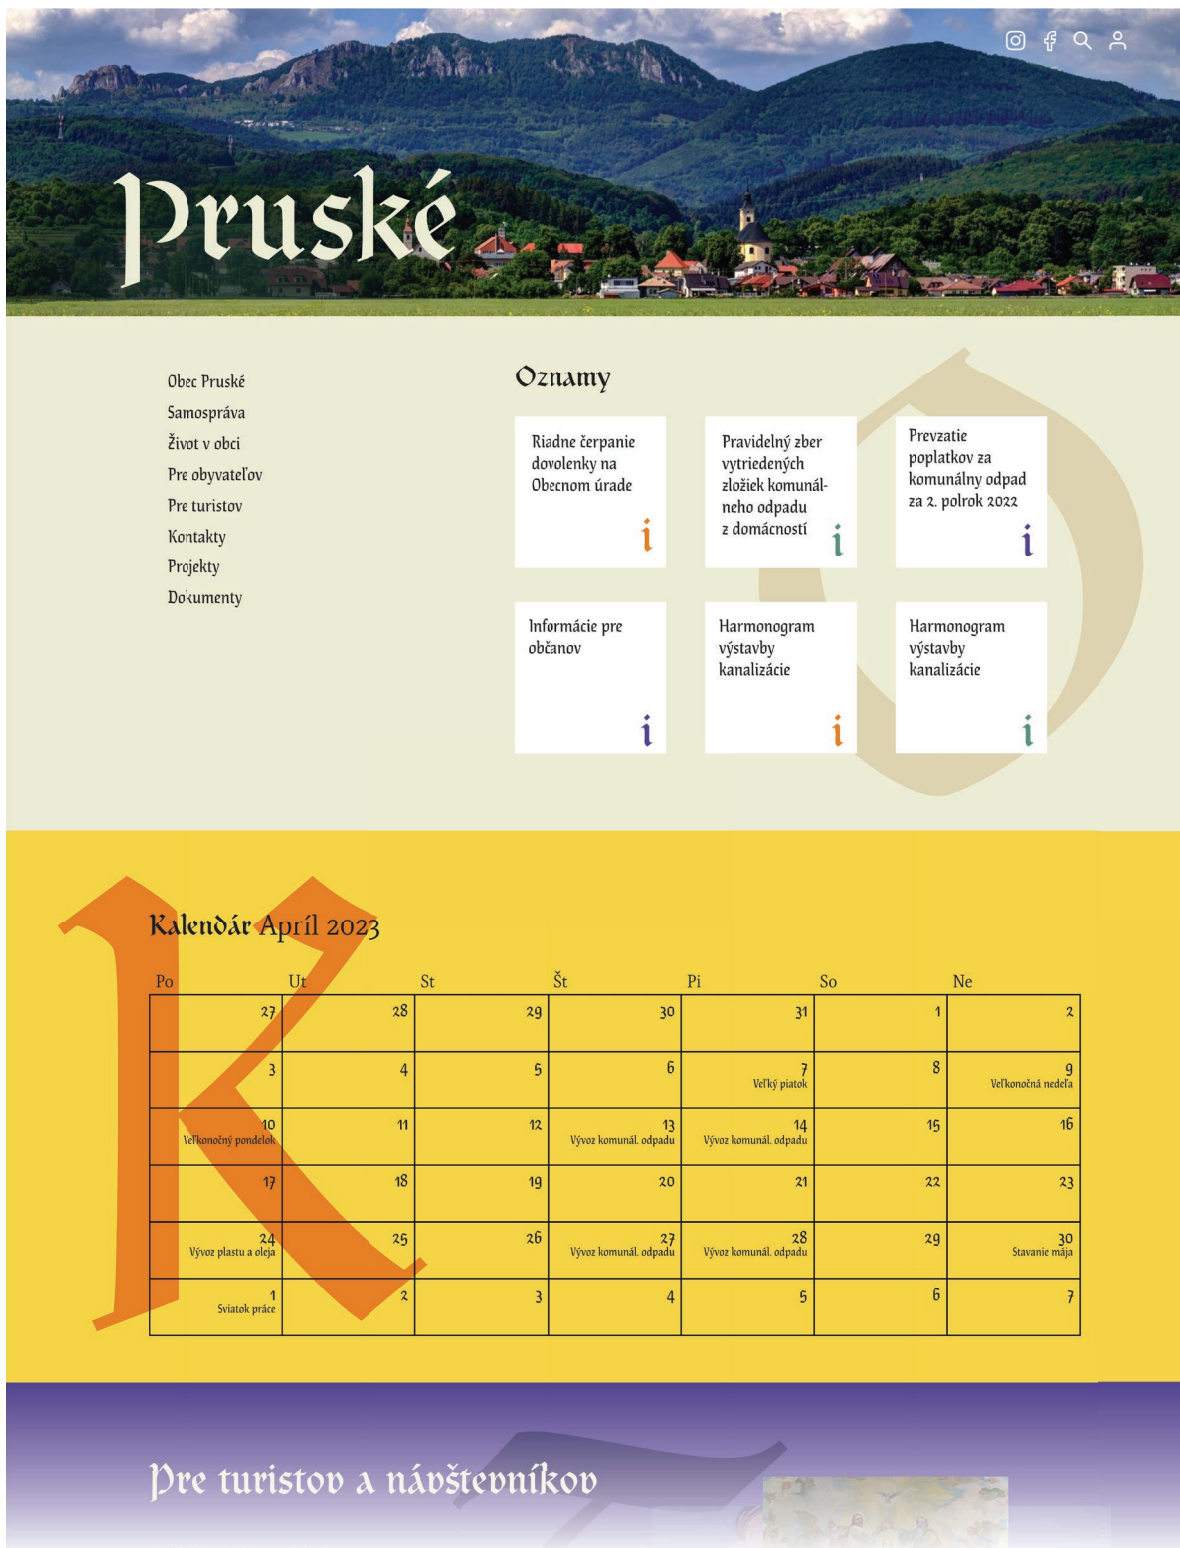 Pruské
Obec Pruské
Samospráva
Život v obci
Pre obyvateľov
Pre turistov
Kontakty
Projekty
Dokumenty
Oznamy
Riadne čerpanie
dovolenky na
Obecnom úrade
i
Pravidelný zber
vytriedených
zložiek komunál-
neho odpadu
z domácností
i
Prevzatie
poplatkov za
komunálny odpad
za 2. polrok 2022
i
Informácie pre
občanov
i
Harmonogram
výstavby
kanalizácie
i
Harmonogram
výstavby
kanalizácie
i
O
K
Kalendár Apríl 2023
Po Ut St Št Pi So Ne
27 28 29 30 31 1 2
3 4 5 6 7 8 9
Veľký piatok Veľkonočná nedeľa
10 11 12 13 14 15 16
Veľkonočný pondelok Vývoz komunál. odpadu Vývoz komunál. odpadu
17 18 19 20 21 22 23
24 25 26 27 28 29 30
Vývoz plastu a oleja Vývoz komunál. odpadu Vývoz komunál. odpadu Stavanie mája
1 2 3 4 5 6 7
Sviatok práce
Pre turistov a návštevníkov